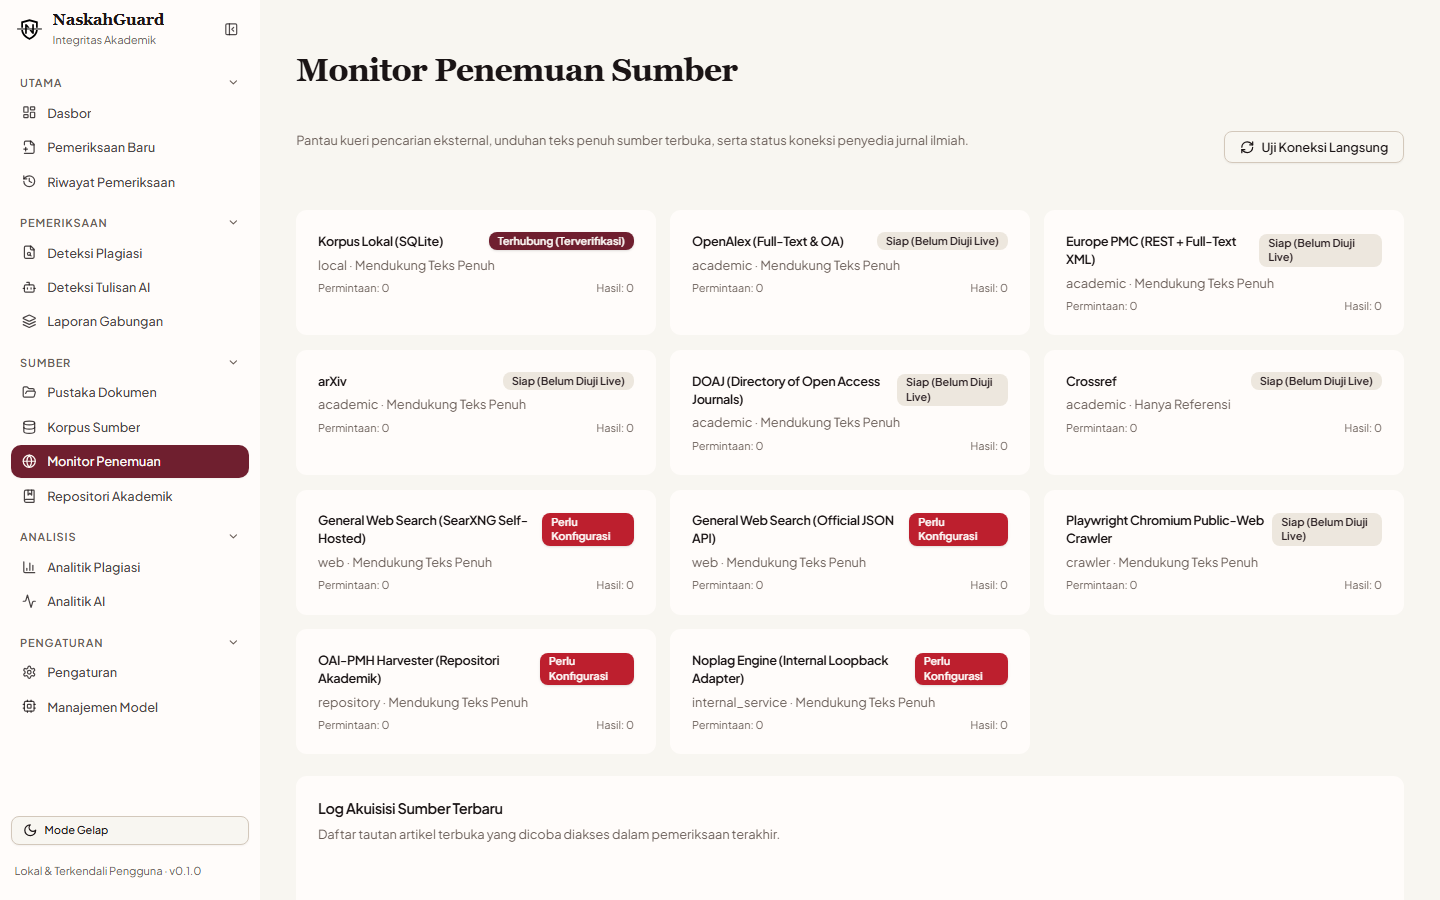 NaskahGuard
Integritas Akademik
UTAMA
Dasbor
Pemeriksaan Baru
Riwayat Pemeriksaan
PEMERIKSAAN
Deteksi Plagiasi
Deteksi Tulisan AI
Laporan Gabungan
SUMBER
Pustaka Dokumen
Korpus Sumber
Monitor Penemuan
Repositori Akademik
ANALISIS
Analitik Plagiasi
Analitik AI
PENGATURAN
Pengaturan
Manajemen Model
Mode Gelap
Lokal & Terkendali Pengguna · v0.1.0
Monitor Penemuan Sumber
Pantau kueri pencarian eksternal, unduhan teks penuh sumber terbuka, serta status koneksi penyedia jurnal ilmiah.
Uji Koneksi Langsung
Korpus Lokal (SQLite)
Terhubung (Terverifikasi)
local · Mendukung Teks Penuh
Permintaan: 0
Hasil: 0
OpenAlex (Full-Text & OA)
Siap (Belum Diuji Live)
academic · Mendukung Teks Penuh
Permintaan: 0
Hasil: 0
Europe PMC (REST + Full-Text
XML)
Siap (Belum Diuji
Live)
academic · Mendukung Teks Penuh
Permintaan: 0
Hasil: 0
arXiv
Siap (Belum Diuji Live)
academic · Mendukung Teks Penuh
Permintaan: 0
Hasil: 0
DOAJ (Directory of Open Access
Journals)
Siap (Belum Diuji
Live)
academic · Mendukung Teks Penuh
Permintaan: 0
Hasil: 0
Crossref
Siap (Belum Diuji Live)
academic · Hanya Referensi
Permintaan: 0
Hasil: 0
General Web Search (SearXNG Self-
Hosted)
Perlu
Konfigurasi
web · Mendukung Teks Penuh
Permintaan: 0
Hasil: 0
General Web Search (Official JSON
API)
Perlu
Konfigurasi
web · Mendukung Teks Penuh
Permintaan: 0
Hasil: 0
Playwright Chromium Public-Web
Crawler
Siap (Belum Diuji
Live)
crawler · Mendukung Teks Penuh
Permintaan: 0
Hasil: 0
OAI-PMH Harvester (Repositori
Akademik)
Perlu
Konfigurasi
repository · Mendukung Teks Penuh
Permintaan: 0
Hasil: 0
Noplag Engine (Internal Loopback
Adapter)
Perlu
Konfigurasi
internal_service · Mendukung Teks Penuh
Permintaan: 0
Hasil: 0
Log Akuisisi Sumber Terbaru
Daftar tautan artikel terbuka yang dicoba diakses dalam pemeriksaan terakhir.